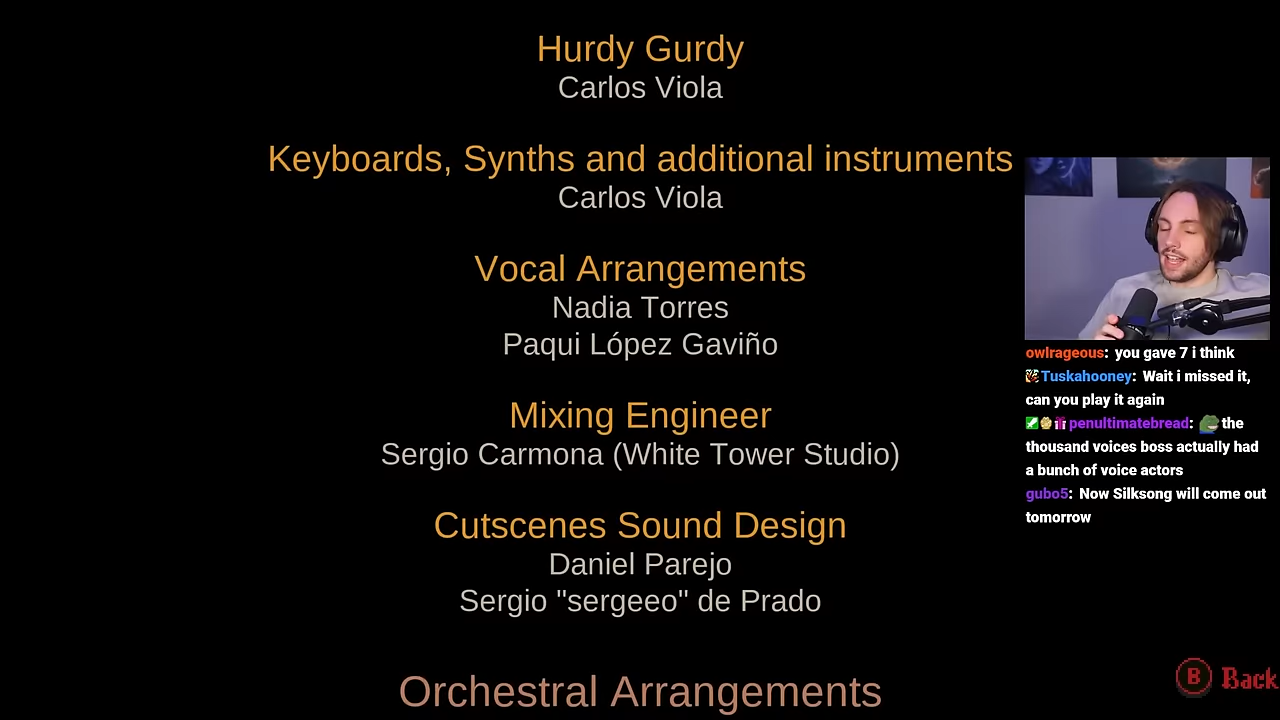 Hurdy Gurdy
Carlos Viola
Keyboards, Synths and additional instruments
Carlos Viola
Vocal Arrangements
Nadia Torres
Paqui López Gaviño
Mixing Engineer
Sergio Carmona (White Tower Studio)
Cutscenes Sound Design
Daniel Parejo
Sergio "sergeeo" de Prado
Orchestral Arrangements
owlrageous: you gave 7 i think
Tuskahooney: Wait i missed it,
can you play it again
penultimatebread: the
thousand voices boss actually had
a bunch of voice actors
gubo5: Now Silksong will come out
tomorrow
B Back